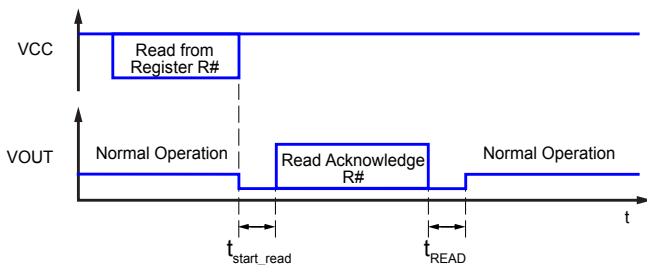 VCC
Read from
Register R#
VOUT
Normal Operation
Read Acknowledge
R#
Normal Operation
t
tstart_read
tREAD